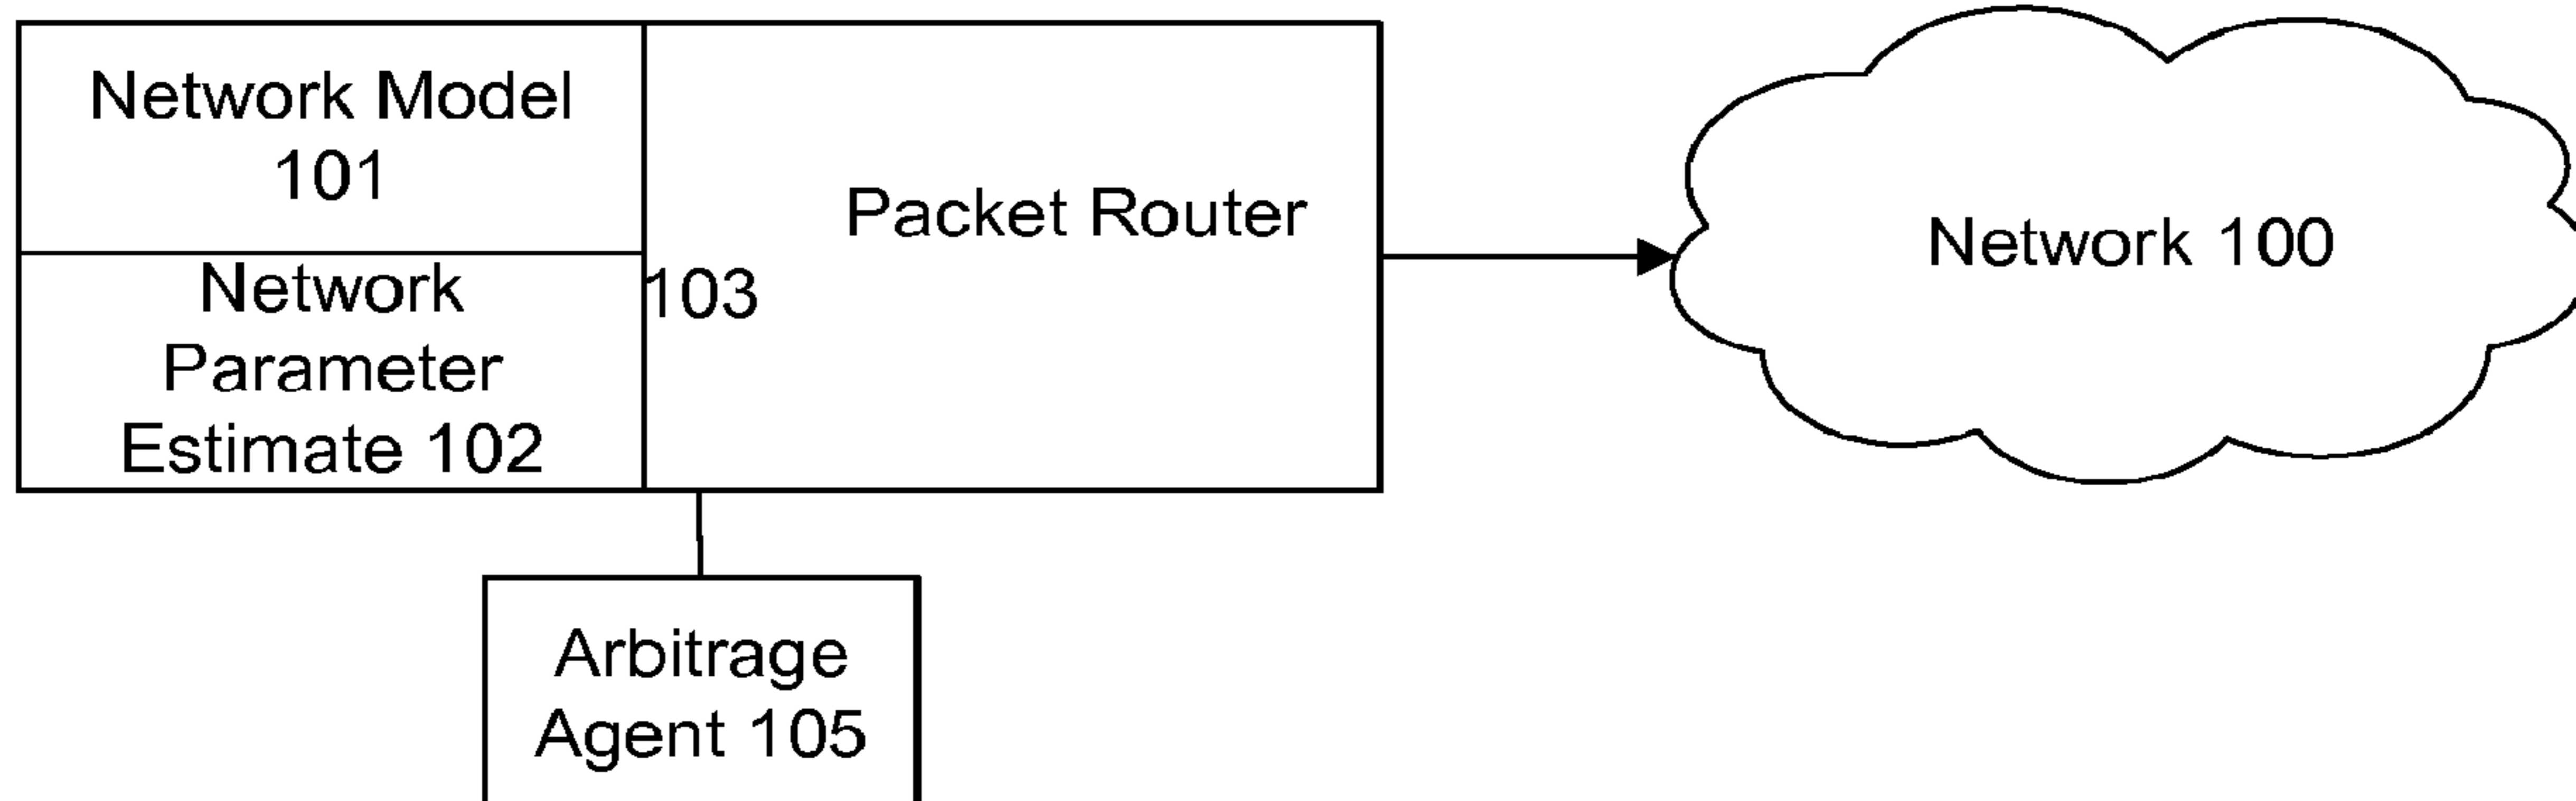 Network Model
101
Network
Parameter
Estimate 102
Packet Router
103
Network 100
Arbitrage
Agent 105